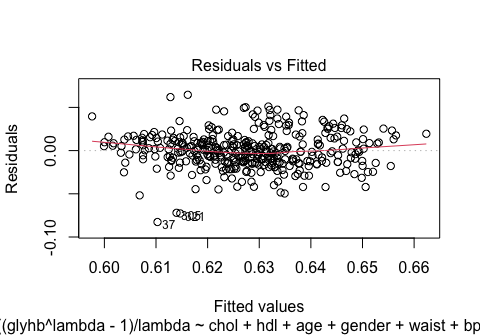 Residuals vs Fitted
Residuals
0.00
-0.10
37
0.60 0.61 0.62 0.63 0.64 0.65 0.66
Fitted values
((glyhb^lambda - 1)/lambda ~ chol + hdl + age + gender + waist + bp